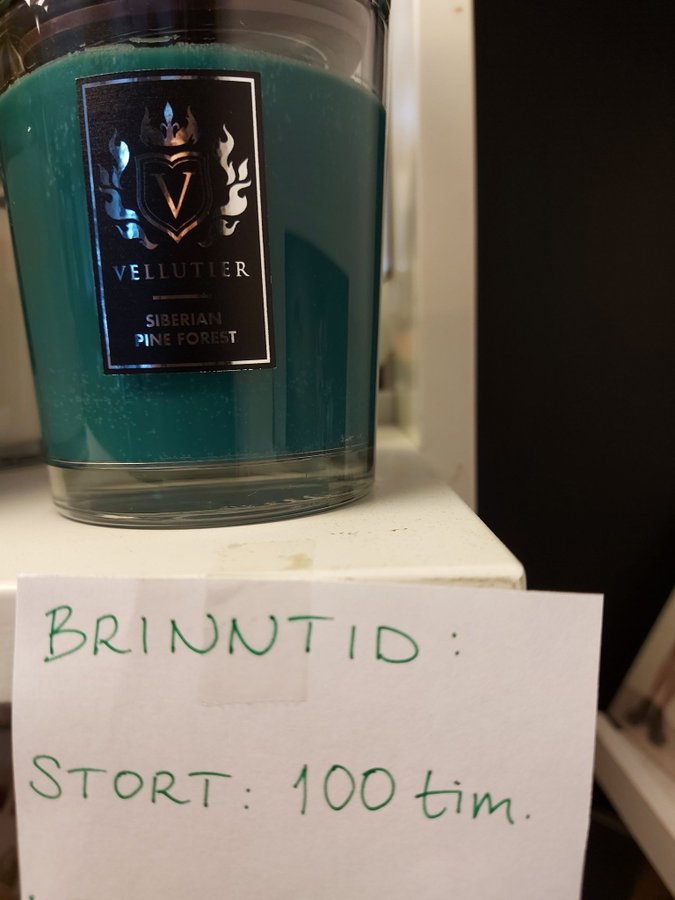 V
VELLUTIER
SIBERIAN
PINE FOREST
BRINNTID:
STORT: 100 tim.